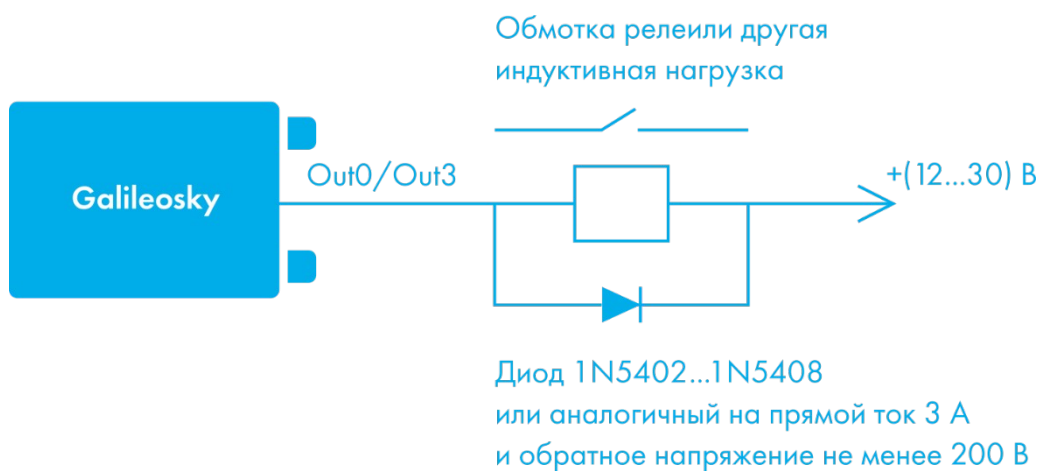 Обмотка релеили другая
индуктивная нагрузка
Galileosky
Out0/Out3
+(12...30) В
Диод 1N5402...1N5408
или аналогичный на прямой ток 3 А
и обратное напряжение не менее 200 В